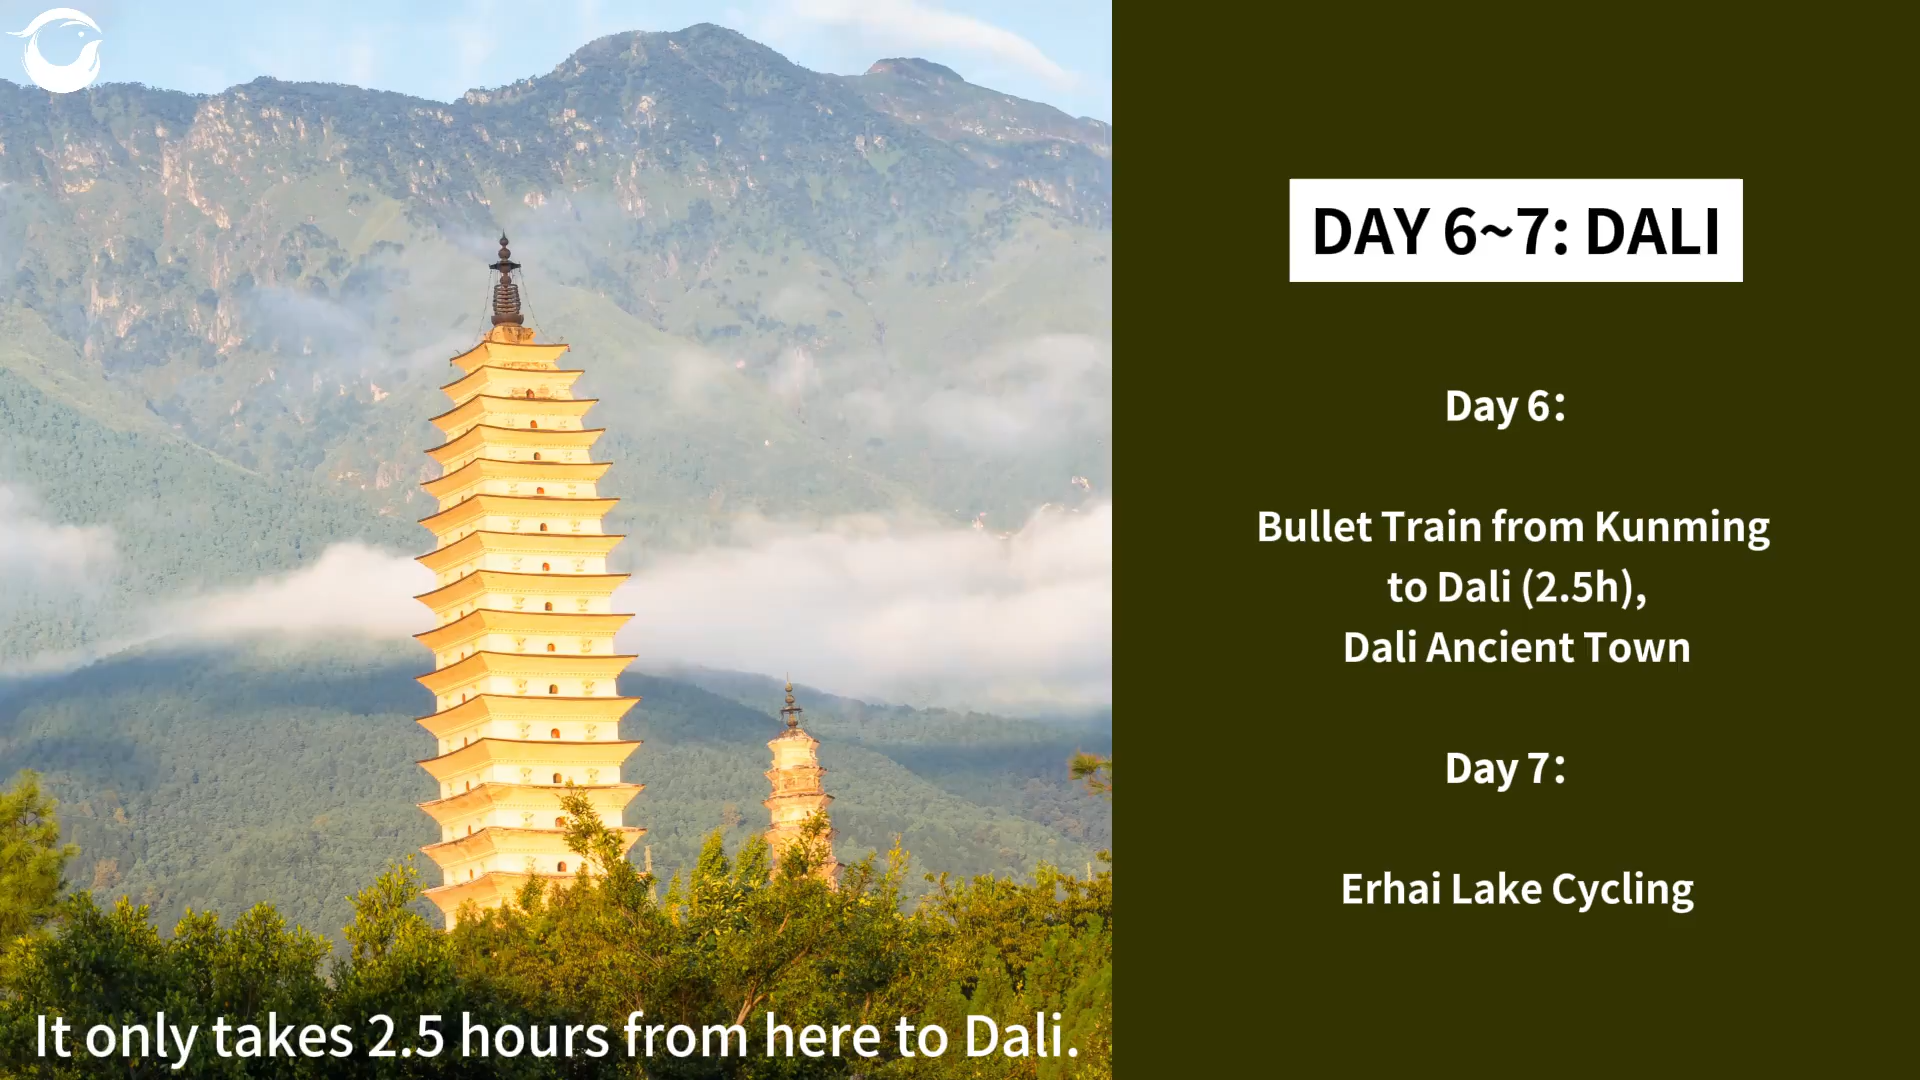 DAY 6~7: DALI
Day 6:
Bullet Train from Kunming
to Dali (2.5h),
Dali Ancient Town
Day 7:
Erhai Lake Cycling
It only takes 2.5 hours from here to Dali.